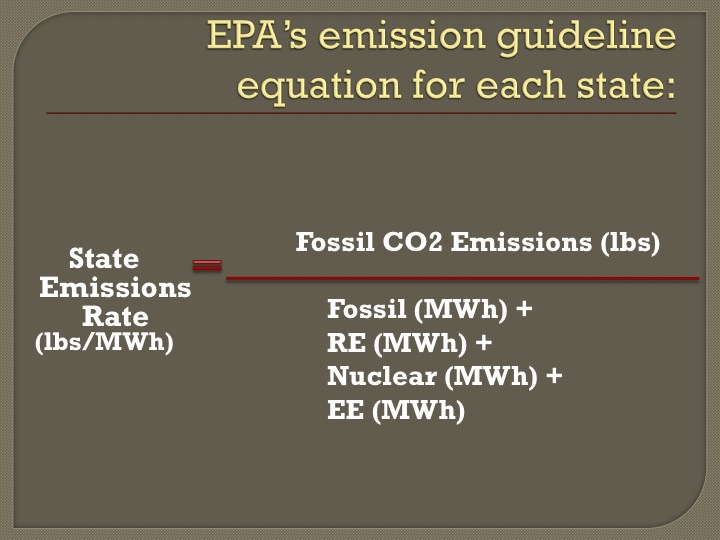 EPA's emission guideline
equation for each state:
State
Emissions
Rate
(lbs/MWh)
=
Fossil CO2 Emissions (lbs)
Fossil (MWh) +
RE (MWh) +
Nuclear (MWh) +
EE (MWh)